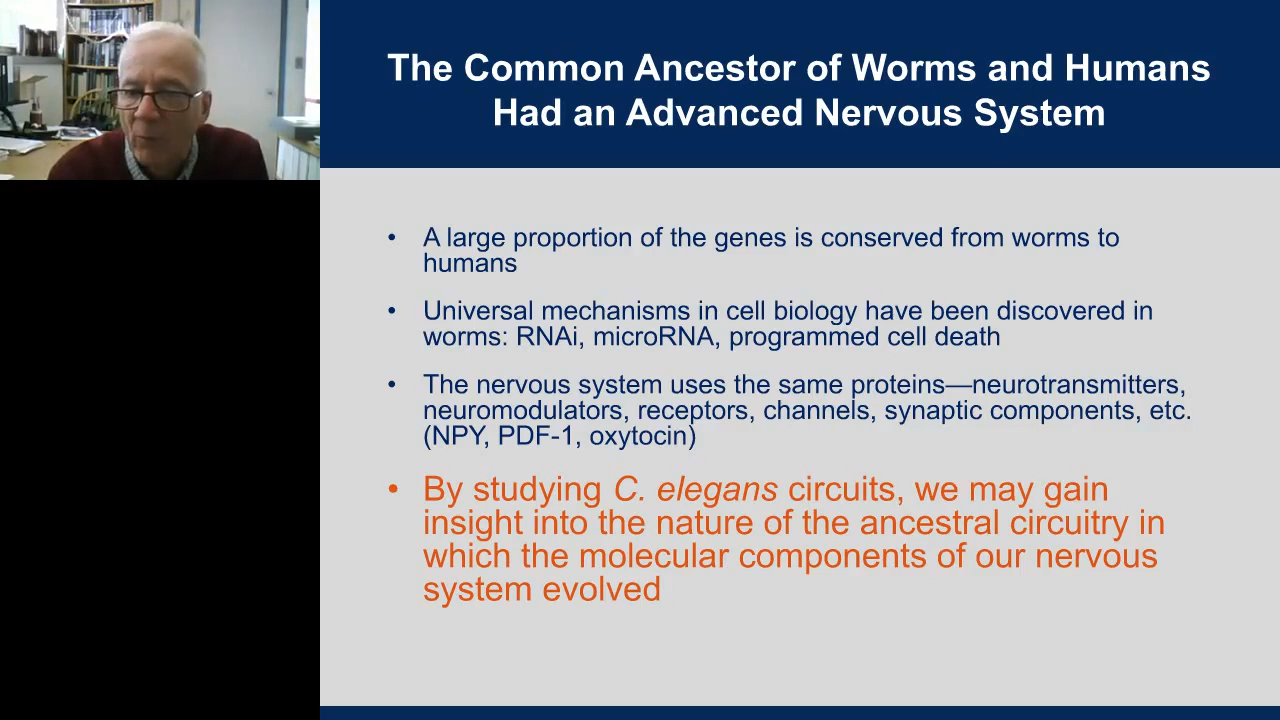 The Common Ancestor of Worms and Humans
Had an Advanced Nervous System
• A large proportion of the genes is conserved from worms to
humans
• Universal mechanisms in cell biology have been discovered in
worms: RNAi, microRNA, programmed cell death
• The nervous system uses the same proteins—neurotransmitters,
neuromodulators, receptors, channels, synaptic components, etc.
(NPY, PDF-1, oxytocin)
• By studying C. elegans circuits, we may gain
insight into the nature of the ancestral circuitry in
which the molecular components of our nervous
system evolved